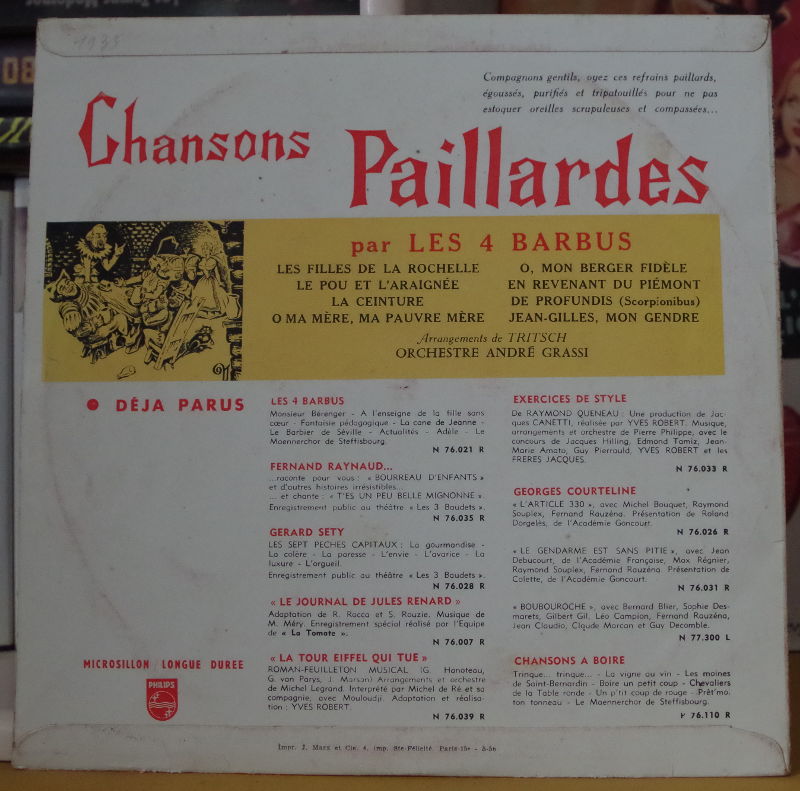 -1933
Compagnons gentils, oyez ces refrains paillards,
égoussés, purifiés et tripatouillés pour ne pas
estoquer oreilles scrupuleuses et compassées...
Chansons Paillardes
par LES 4 BARBUS
LES FILLES DE LA ROCHELLE
LE POU ET L'ARAIGNÉE
LA CEINTURE
O MA MÈRE, MA PAUVRE MÈRE
O, MON BERGER FIDÈLE
EN REVENANT DU PIÉMONT
DE PROFUNDIS (Scorpionibus)
JEAN-GILLES, MON GENDRE
Arrangements de TRITSCH
ORCHESTRE ANDRÉ GRASSI
DÉJA PARUS
LES 4 BARBUS
Monsieur Bérenger - A l'enseigne de la fille sans
cœur - Fantaisie pédagogique - La cane de Jeanne -
Le Barbier de Séville - Actualités - Adèle - Le
Moennerchor de Steffisbourg.
N 76.021 R
FERNAND RAYNAUD...
...raconte pour vous : « BOURREAU D'ENFANTS »
et d'autres histoires irrésistibles...
... et chante : « T'ES UN PEU BELLE MIGNONNE ».
Enregistrement public au théâtre « Les 3 Baudets ».
N 76.035 R
GERARD SETY
LES SEPT PECHES CAPITAUX : La gourmandise -
La colère - La paresse - L'envie - L'avarice - La
luxure - L'orgueil.
Enregistrement public au théâtre « Les 3 Baudets ».
N 76.028 R
« LE JOURNAL DE JULES RENARD »
Adaptation de R. Rocca et S. Rouzie. Musique de
M. Méry. Enregistrement spécial réalisé par l'Equipe
de « La Tomate ».
N 76.007 R
« LA TOUR EIFFEL QUI TUE »
ROMAN-FEUILLETON MUSICAL (G. Hanoteau,
G. van Parys, J. Marsan) Arrangements et orchestre
de Michel Legrand. Interprété par Michel de Ré et sa
compagnie, avec Mouloudji. Adaptation et réalisa-
tion : YVES ROBERT.
N 76.039 R
EXERCICES DE STYLE
De RAYMOND QUENEAU : Une production de Jac-
ques CANETTI, réalisée par YVES ROBERT. Musique,
arrangements et orchestre de Pierre Philippe, avec le
concours de Jacques Hilling, Edmond Tamiz, Jean-
Marie Amato, Guy Pierrauld, YVES ROBERT et les
FRERES JACQUES.
N 76.033 R
GEORGES COURTELINE
« L'ARTICLE 330 », avec Michel Bouquet, Raymond
Souplex, Fernand Rauzéna. Présentation de Roland
Dorgelès, de l'Académie Goncourt.
N 76.026 R
« LE GENDARME EST SANS PITIE », avec Jean
Debucourt, de l'Académie Française, Max Régnier,
Raymond Souplex, Fernand Rouzéna. Présentation de
Colette, de l'Académie Goncourt.
N 76.031 R
« BOUBOUROCHE », avec Bernard Blier, Sophie Des-
marets, Gilbert Gil, Léo Campion, Fernand Rauzéna,
Jean Claudio, Claude Marcan et Guy Decomble.
N 77.300 L
CHANSONS A BOIRE
Trinque... trinque... - La vigne au vin - Les moines
de Saint-Bernardin - Boire un petit coup - Chevaliers
de la Table ronde - Un p'tit coup de rouge - Prêt'moi
ton tonneau - Le Maennerchor de Steffisbourg.
N 76.110 R
MICROSILLON LONGUE DUREE
PHILIPS
Impr. J. Marx et Cie. 4, imp. Ste-Félicité. Paris-15e - 5-56